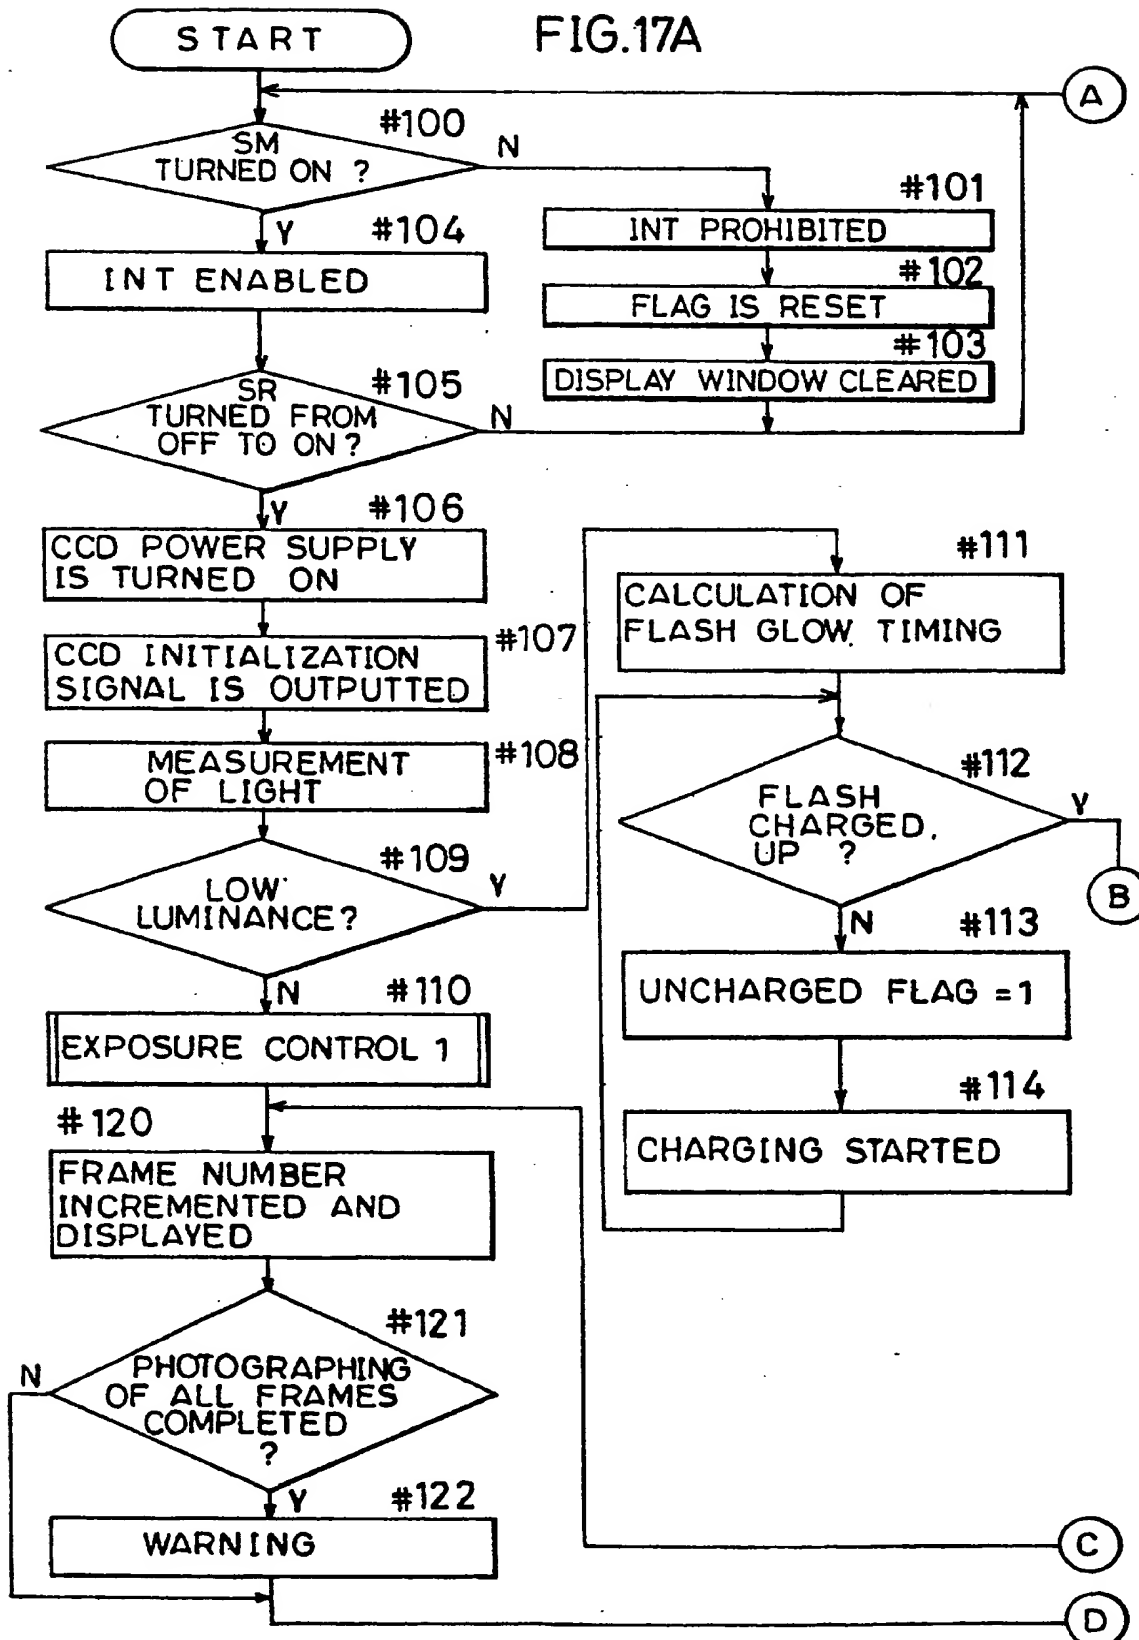 START
FIG.17A
A
#100
SM
TURNED ON ?
N
Y
#101
INT PROHIBITED
#102
FLAG IS RESET
#103
DISPLAY WINDOW CLEARED
#104
INT ENABLED
#105
SR
TURNED FROM
OFF TO ON ?
N
Y
#106
CCD POWER SUPPLY
IS TURNED ON
#107
CCD INITIALIZATION
SIGNAL IS OUTPUTTED
#108
MEASUREMENT
OF LIGHT
#109
LOW
LUMINANCE?
Y
N
#110
EXPOSURE CONTROL 1
#111
CALCULATION OF
FLASH GLOW TIMING
#112
FLASH
CHARGED
UP ?
Y
B
N
#113
UNCHARGED FLAG =1
#114
CHARGING STARTED
#120
FRAME NUMBER
INCREMENTED AND
DISPLAYED
#121
PHOTOGRAPHING
OF ALL FRAMES
COMPLETED
?
N
Y
#122
WARNING
C
D